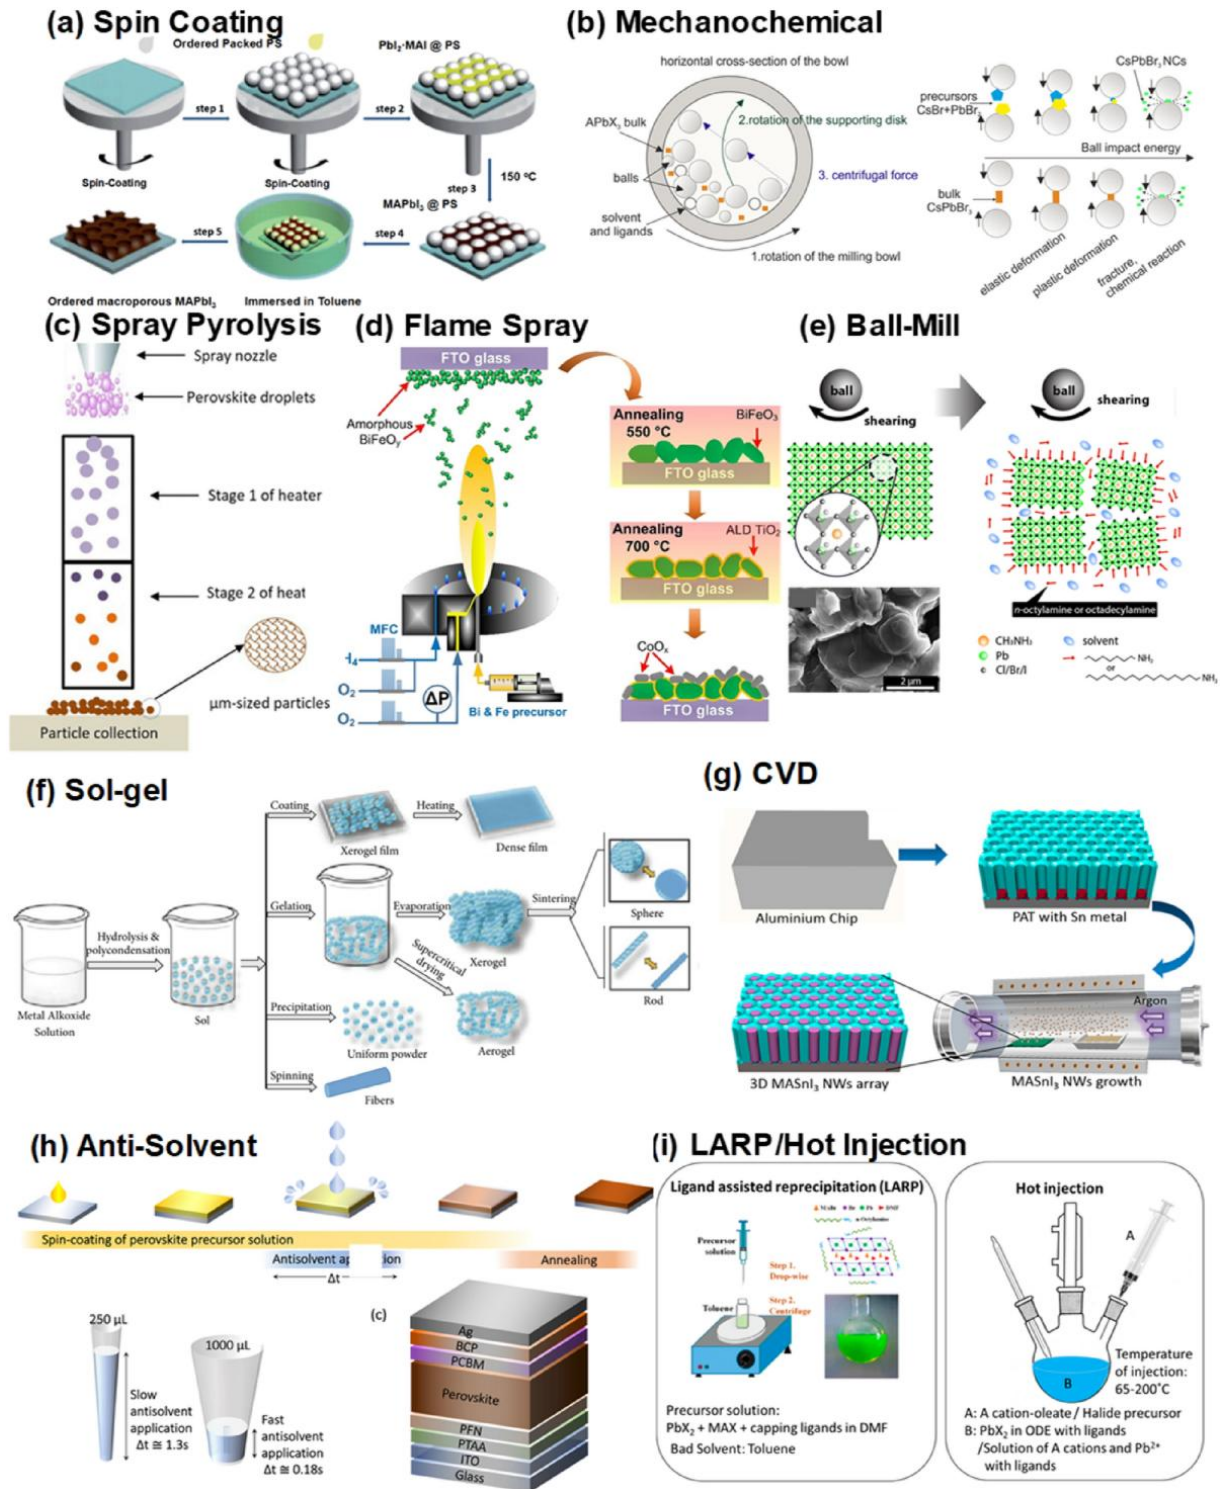 (a) Spin Coating
Ordered Packed PS
PbI₂·MAI @ PS
step 1
step 2
Spin-Coating
Spin-Coating
step 3
150 °C
MAPbI₃ @ PS
step 5
step 4
Ordered macroporous MAPbI₃
Immersed in Toluene
(b) Mechanochemical
horizontal cross-section of the bowl
APbX₃ bulk
balls
solvent
and ligands
2.rotation of the supporting disk
3. centrifugal force
1.rotation of the milling bowl
CsPbBr₃ NCs
precursors
CsBr+PbBr₂
Ball impact energy
bulk
CsPbBr₃
elastic deformation
plastic deformation
fracture,
chemical reaction
(c) Spray Pyrolysis
Spray nozzle
Perovskite droplets
Stage 1 of heater
Stage 2 of heat
μm-sized particles
Particle collection
(d) Flame Spray
FTO glass
Amorphous
BiFeOᵧ
MFC
H₄
O₂
O₂
ΔP
Bi & Fe precursor
Annealing
550 °C
BiFeO₃
FTO glass
Annealing
700 °C
ALD TiO₂
FTO glass
CoOₓ
FTO glass
(e) Ball-Mill
ball
shearing
ball
shearing
2 μm
n-octylamine or octadecylamine
CH₃NH₃
Pb
Cl/Br/I
solvent
NH₂
or
NH₂
(f) Sol-gel
Metal Alkoxide
Solution
Hydrolysis &
polycondensation
Sol
Coating
Xerogel film
Heating
Dense film
Gelation
Evaporation
Xerogel
Supercritical
drying
Aerogel
Sintering
Sphere
Rod
Precipitation
Uniform powder
Spinning
Fibers
(g) CVD
Aluminium Chip
PAT with Sn metal
Argon
3D MASnI₃ NWs array
MASnI₃ NWs growth
(h) Anti-Solvent
Spin-coating of perovskite precursor solution
Annealing
Δt
250 μL
Slow
antisolvent
application
Δt ≅ 1.3s
1000 μL
Fast
antisolvent
application
Δt ≅ 0.18s
(c)
Ag
BCP
PCBM
Perovskite
PFN
PTAA
ITO
Glass
(i) LARP/Hot Injection
Ligand assisted reprecipitation (LARP)
Precursor
solution
Step 1.
Drop-wise
Toluene
Step 2.
Centrifuge
Precursor solution:
PbX₂ + MAX + capping ligands in DMF
Bad Solvent: Toluene
Hot injection
A
B
Temperature
of injection:
65-200°C
A: A cation-oleate / Halide precursor
B: PbX₂ in ODE with ligands
/Solution of A cations and Pb²⁺
with ligands